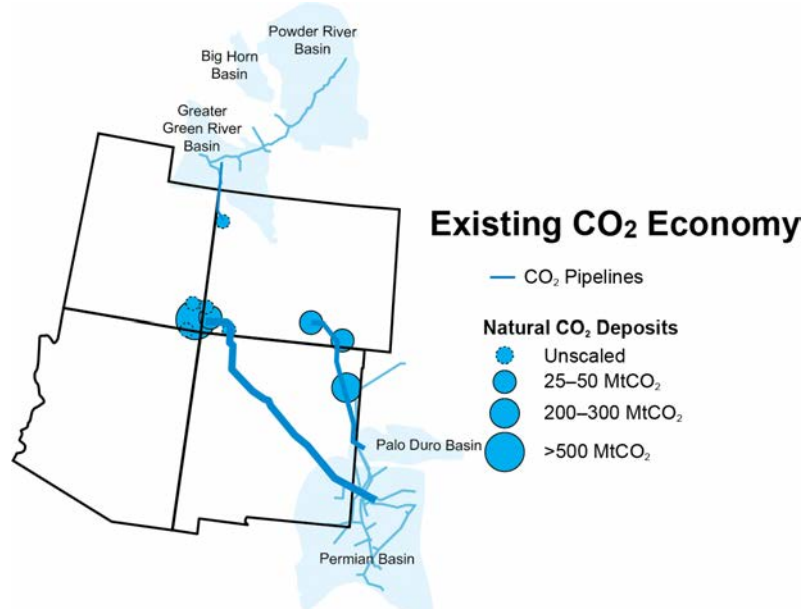 Powder River
Basin
Big Horn
Basin
Greater
Green River
Basin
Existing CO₂ Economy
CO₂ Pipelines
Natural CO₂ Deposits
Unscaled
25–50 MtCO₂
200–300 MtCO₂
>500 MtCO₂
Palo Duro Basin
Permian Basin